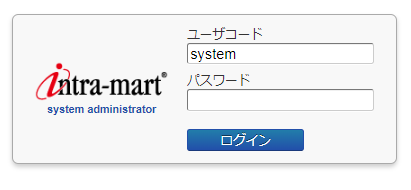 ユーザコード
system
intra-mart®
system administrator
パスワード
ログイン